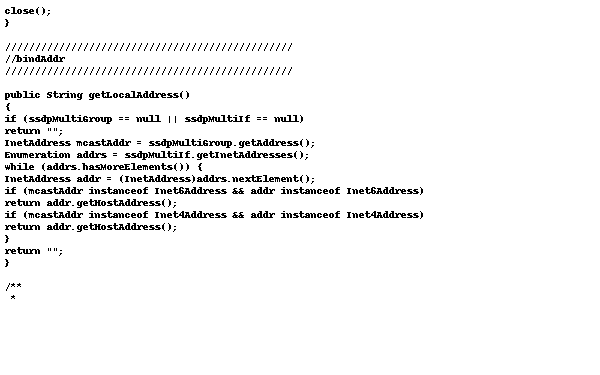 close();
}

////////////////////////////////////////////////
//bindAddr
////////////////////////////////////////////////

public String getLocalAddress()
{
if (ssdpMultiGroup == null || ssdpMultiIf == null)
return "";
InetAddress mcastAddr = ssdpMultiGroup.getAddress();
Enumeration addrs = ssdpMultiIf.getInetAddresses();
while (addrs.hasMoreElements()) {
InetAddress addr = (InetAddress)addrs.nextElement();
if (mcastAddr instanceof Inet6Address && addr instanceof Inet6Address)
return addr.getHostAddress();
if (mcastAddr instanceof Inet4Address && addr instanceof Inet4Address)
return addr.getHostAddress();
}
return "";
}

/**
 *